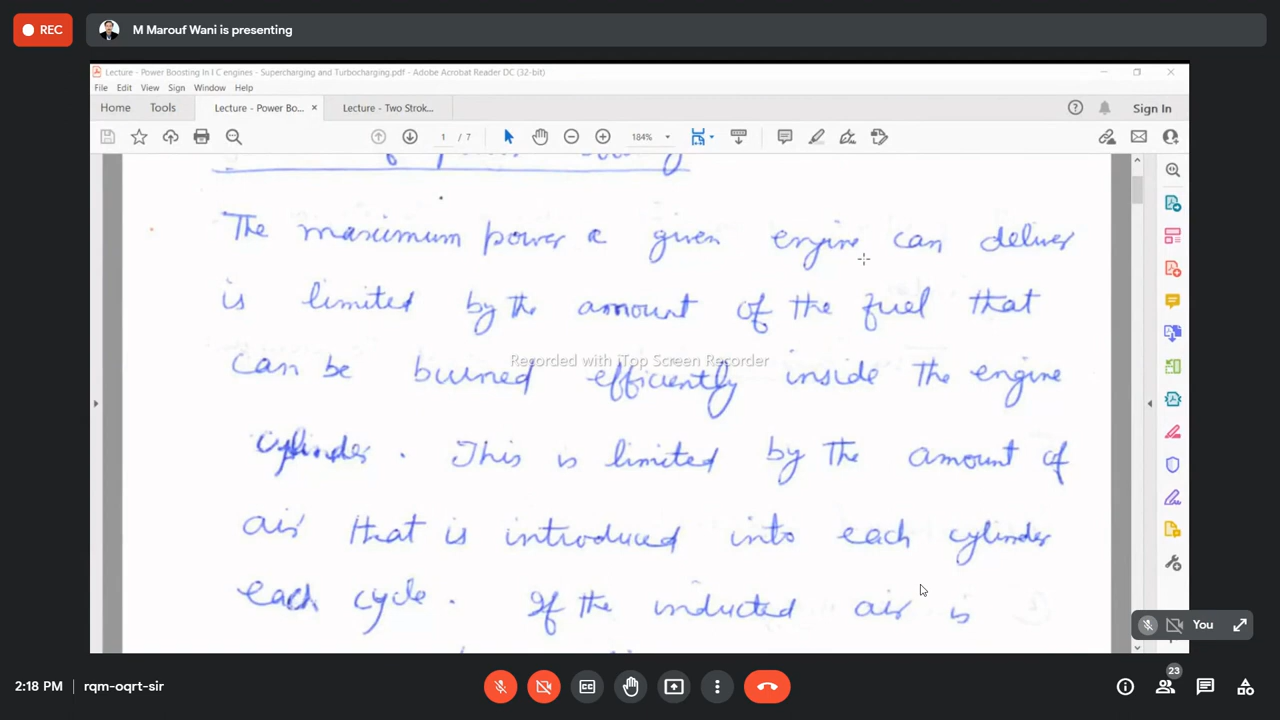 REC
M Marouf Wani is presenting
Lecture - Power Boosting In I C engines - Supercharging and Turbocharging.pdf - Adobe Acrobat Reader DC (32-bit)
File Edit View Sign Window Help
Home Tools Lecture - Power Bo... × Lecture - Two Strok... Sign In
1 / 7 184%
The maximum power a given engine can deliver
is limited by the amount of the fuel that
can be burned efficiently inside the engine
cylinder. This is limited by the amount of
air that is introduced into each cylinder
each cycle. If the inducted air is
Recorded with iTop Screen Recorder
You
2:18 PM | rqm-oqrt-sir
23